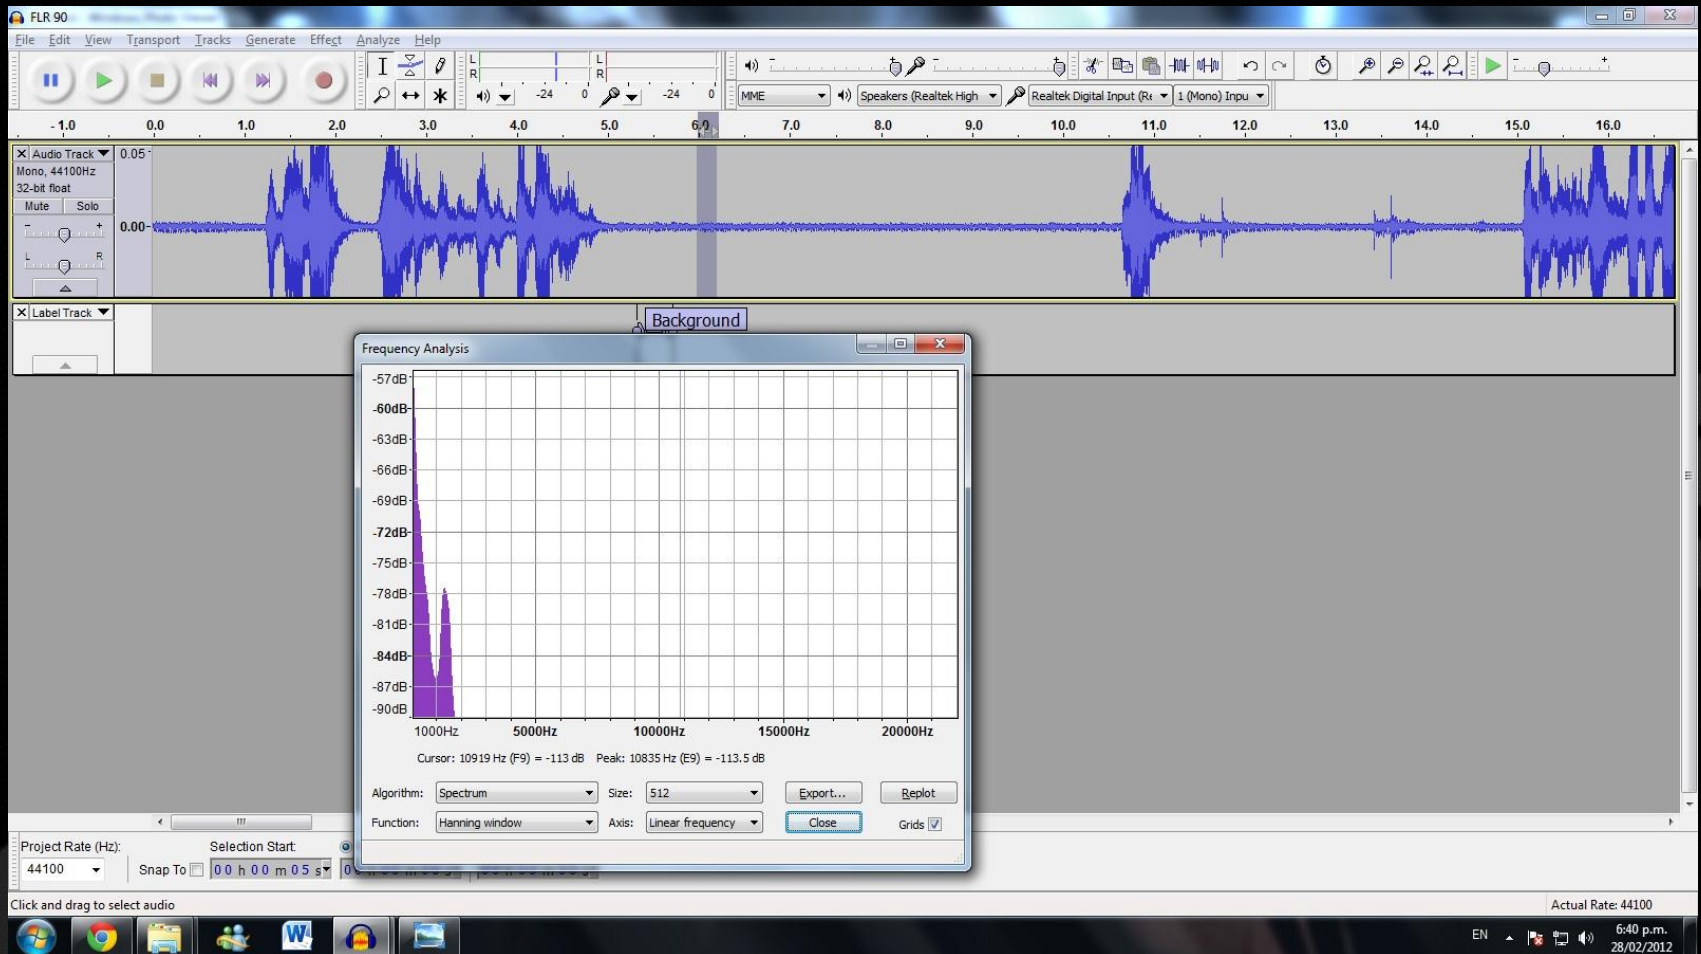 FLR 90
File Edit View Transport Tracks Generate Effect Analyze Help
L
R
-24 0
L
R
-24 0
MME
Speakers (Realtek High
Realtek Digital Input (Re
1 (Mono) Inpu
- 1.0 0.0 1.0 2.0 3.0 4.0 5.0 6.0 7.0 8.0 9.0 10.0 11.0 12.0 13.0 14.0 15.0 16.0
X Audio Track
Mono, 44100Hz
32-bit float
Mute Solo
- +
L R
0.05
0.00
X Label Track
Background
Frequency Analysis
-57dB
-60dB
-63dB
-66dB
-69dB
-72dB
-75dB
-78dB
-81dB
-84dB
-87dB
-90dB
1000Hz 5000Hz 10000Hz 15000Hz 20000Hz
Cursor: 10919 Hz (F9) = -113 dB Peak: 10835 Hz (E9) = -113.5 dB
Algorithm: Spectrum Size: 512 Export... Replot
Function: Hanning window Axis: Linear frequency Close Grids
Project Rate (Hz): Selection Start:
44100 Snap To 00 h 00 m 05 s
Click and drag to select audio
Actual Rate: 44100
EN
6:40 p.m.
28/02/2012